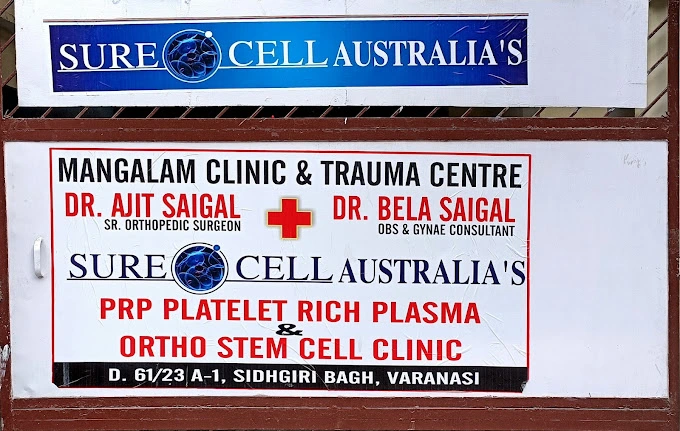 SURE CELL AUSTRALIA'S
MANGALAM CLINIC & TRAUMA CENTRE
DR. AJIT SAIGAL DR. BELA SAIGAL
SR. ORTHOPEDIC SURGEON OBS & GYNAE CONSULTANT
SURE CELL AUSTRALIA'S
PRP PLATELET RICH PLASMA
&
ORTHO STEM CELL CLINIC
D. 61/23 A-1, SIDHGIRI BAGH, VARANASI